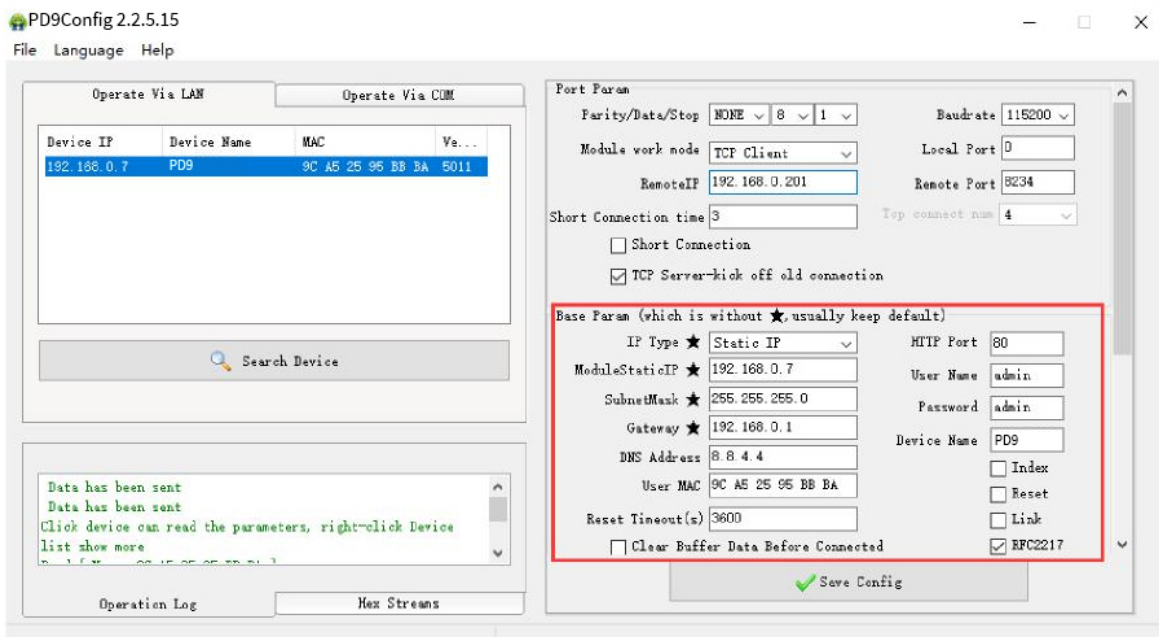 PD9Config 2.2.5.15
File Language Help
Operate Via LAN
Operate Via COM
Device IP Device Name MAC Ve...
192.168.0.7 PD9 9C A5 25 95 BB BA 5011
Search Device
Data has been sent
Data has been sent
Click device can read the parameters, right-click Device
list show more
Operation Log
Hex Streams
Port Param
Parity/Data/Stop NONE 8 1 Baudrate 115200
Module work mode TCP Client Local Port 0
RemoteIP 192.168.0.201 Remote Port 8234
Short Connection time 3 Tcp connect num 4
Short Connection
TCP Server-kick off old connection
Base Param (which is without ★, usually keep default)
IP Type ★ Static IP HTTP Port 80
ModuleStaticIP ★ 192.168.0.7 User Name admin
SubnetMask ★ 255.255.255.0 Password admin
Gateway ★ 192.168.0.1 Device Name PD9
DNS Address 8.8.4.4 Index
User MAC 9C A5 25 95 BB BA Reset
Reset Timeout(s) 3600 Link
Clear Buffer Data Before Connected RFC2217
Save Config